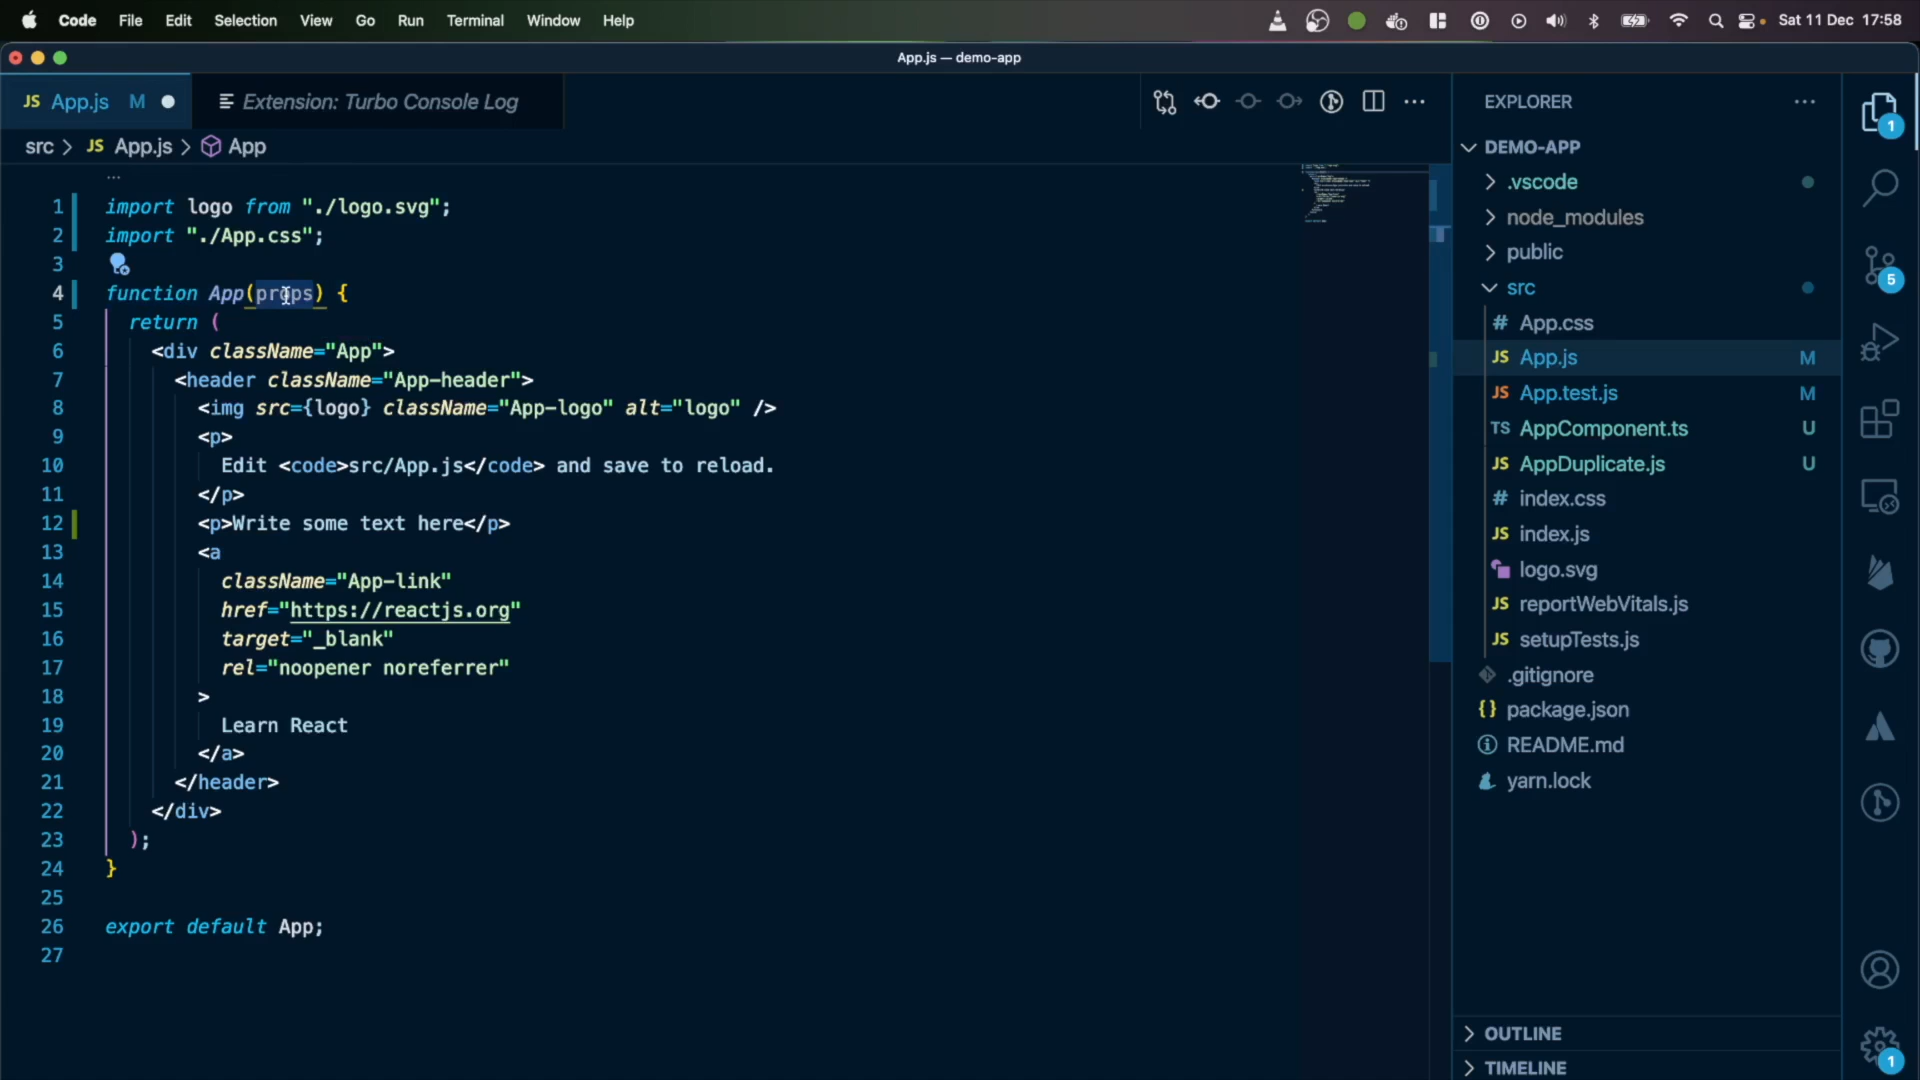 Code File Edit Selection View Go Run Terminal Window Help Sat 11 Dec 17:58
App.js — demo-app
JS App.js M Extension: Turbo Console Log
src > JS App.js > App
...
1 import logo from "./logo.svg";
2 import "./App.css";
3
4 function App(props) {
5 return (
6 <div className="App">
7 <header className="App-header">
8 <img src={logo} className="App-logo" alt="logo" />
9 <p>
10 Edit <code>src/App.js</code> and save to reload.
11 </p>
12 <p>Write some text here</p>
13 <a
14 className="App-link"
15 href="https://reactjs.org"
16 target="_blank"
17 rel="noopener noreferrer"
18 >
19 Learn React
20 </a>
21 </header>
22 </div>
23 );
24 }
25
26 export default App;
27
EXPLORER
DEMO-APP
.vscode
node_modules
public
src
# App.css
JS App.js M
JS App.test.js M
TS AppComponent.ts U
JS AppDuplicate.js U
# index.css
JS index.js
logo.svg
JS reportWebVitals.js
JS setupTests.js
.gitignore
{} package.json
README.md
yarn.lock
OUTLINE
TIMELINE
1
5
1